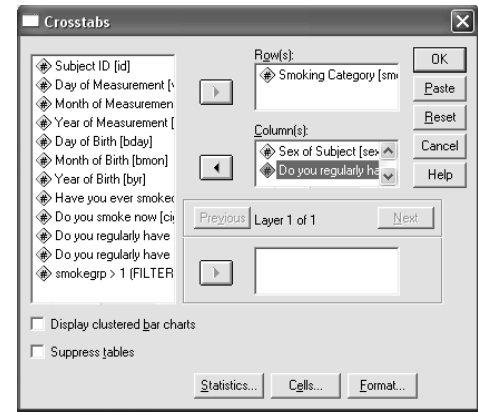 Crosstabs
Subject ID [id]
Day of Measurement [
Month of Measuremen
Year of Measurement [
Day of Birth [bday]
Month of Birth [bmon]
Year of Birth [byr]
Have you ever smoked
Do you smoke now [ci
Do you regularly have
Do you regularly have
smokegrp > 1 (FILTER
Row(s):
Smoking Category [sm
Column(s):
Sex of Subject [sex
Do you regularly ha
OK
Paste
Reset
Cancel
Help
Previous Layer 1 of 1 Next
Display clustered bar charts
Suppress tables
Statistics... Cells... Format...